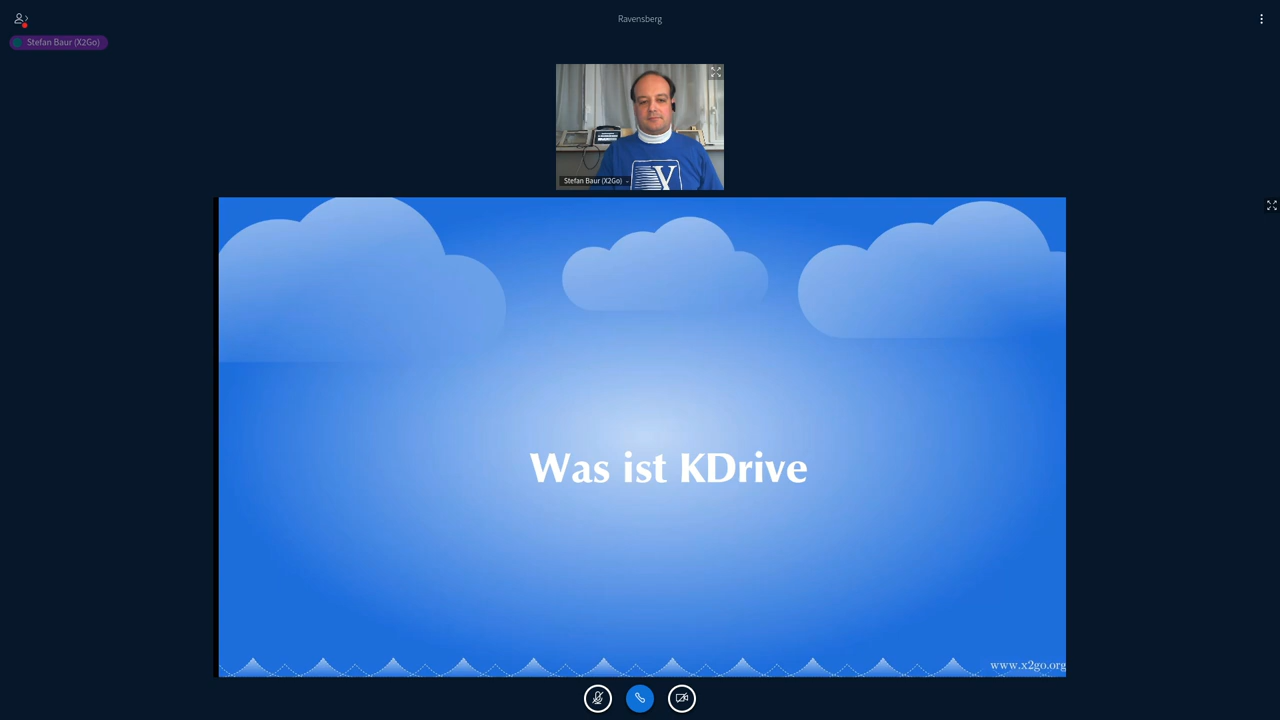 Ravensberg
Stefan Baur (X2Go)
Stefan Baur (X2Go)
Was ist KDrive
www.x2go.org